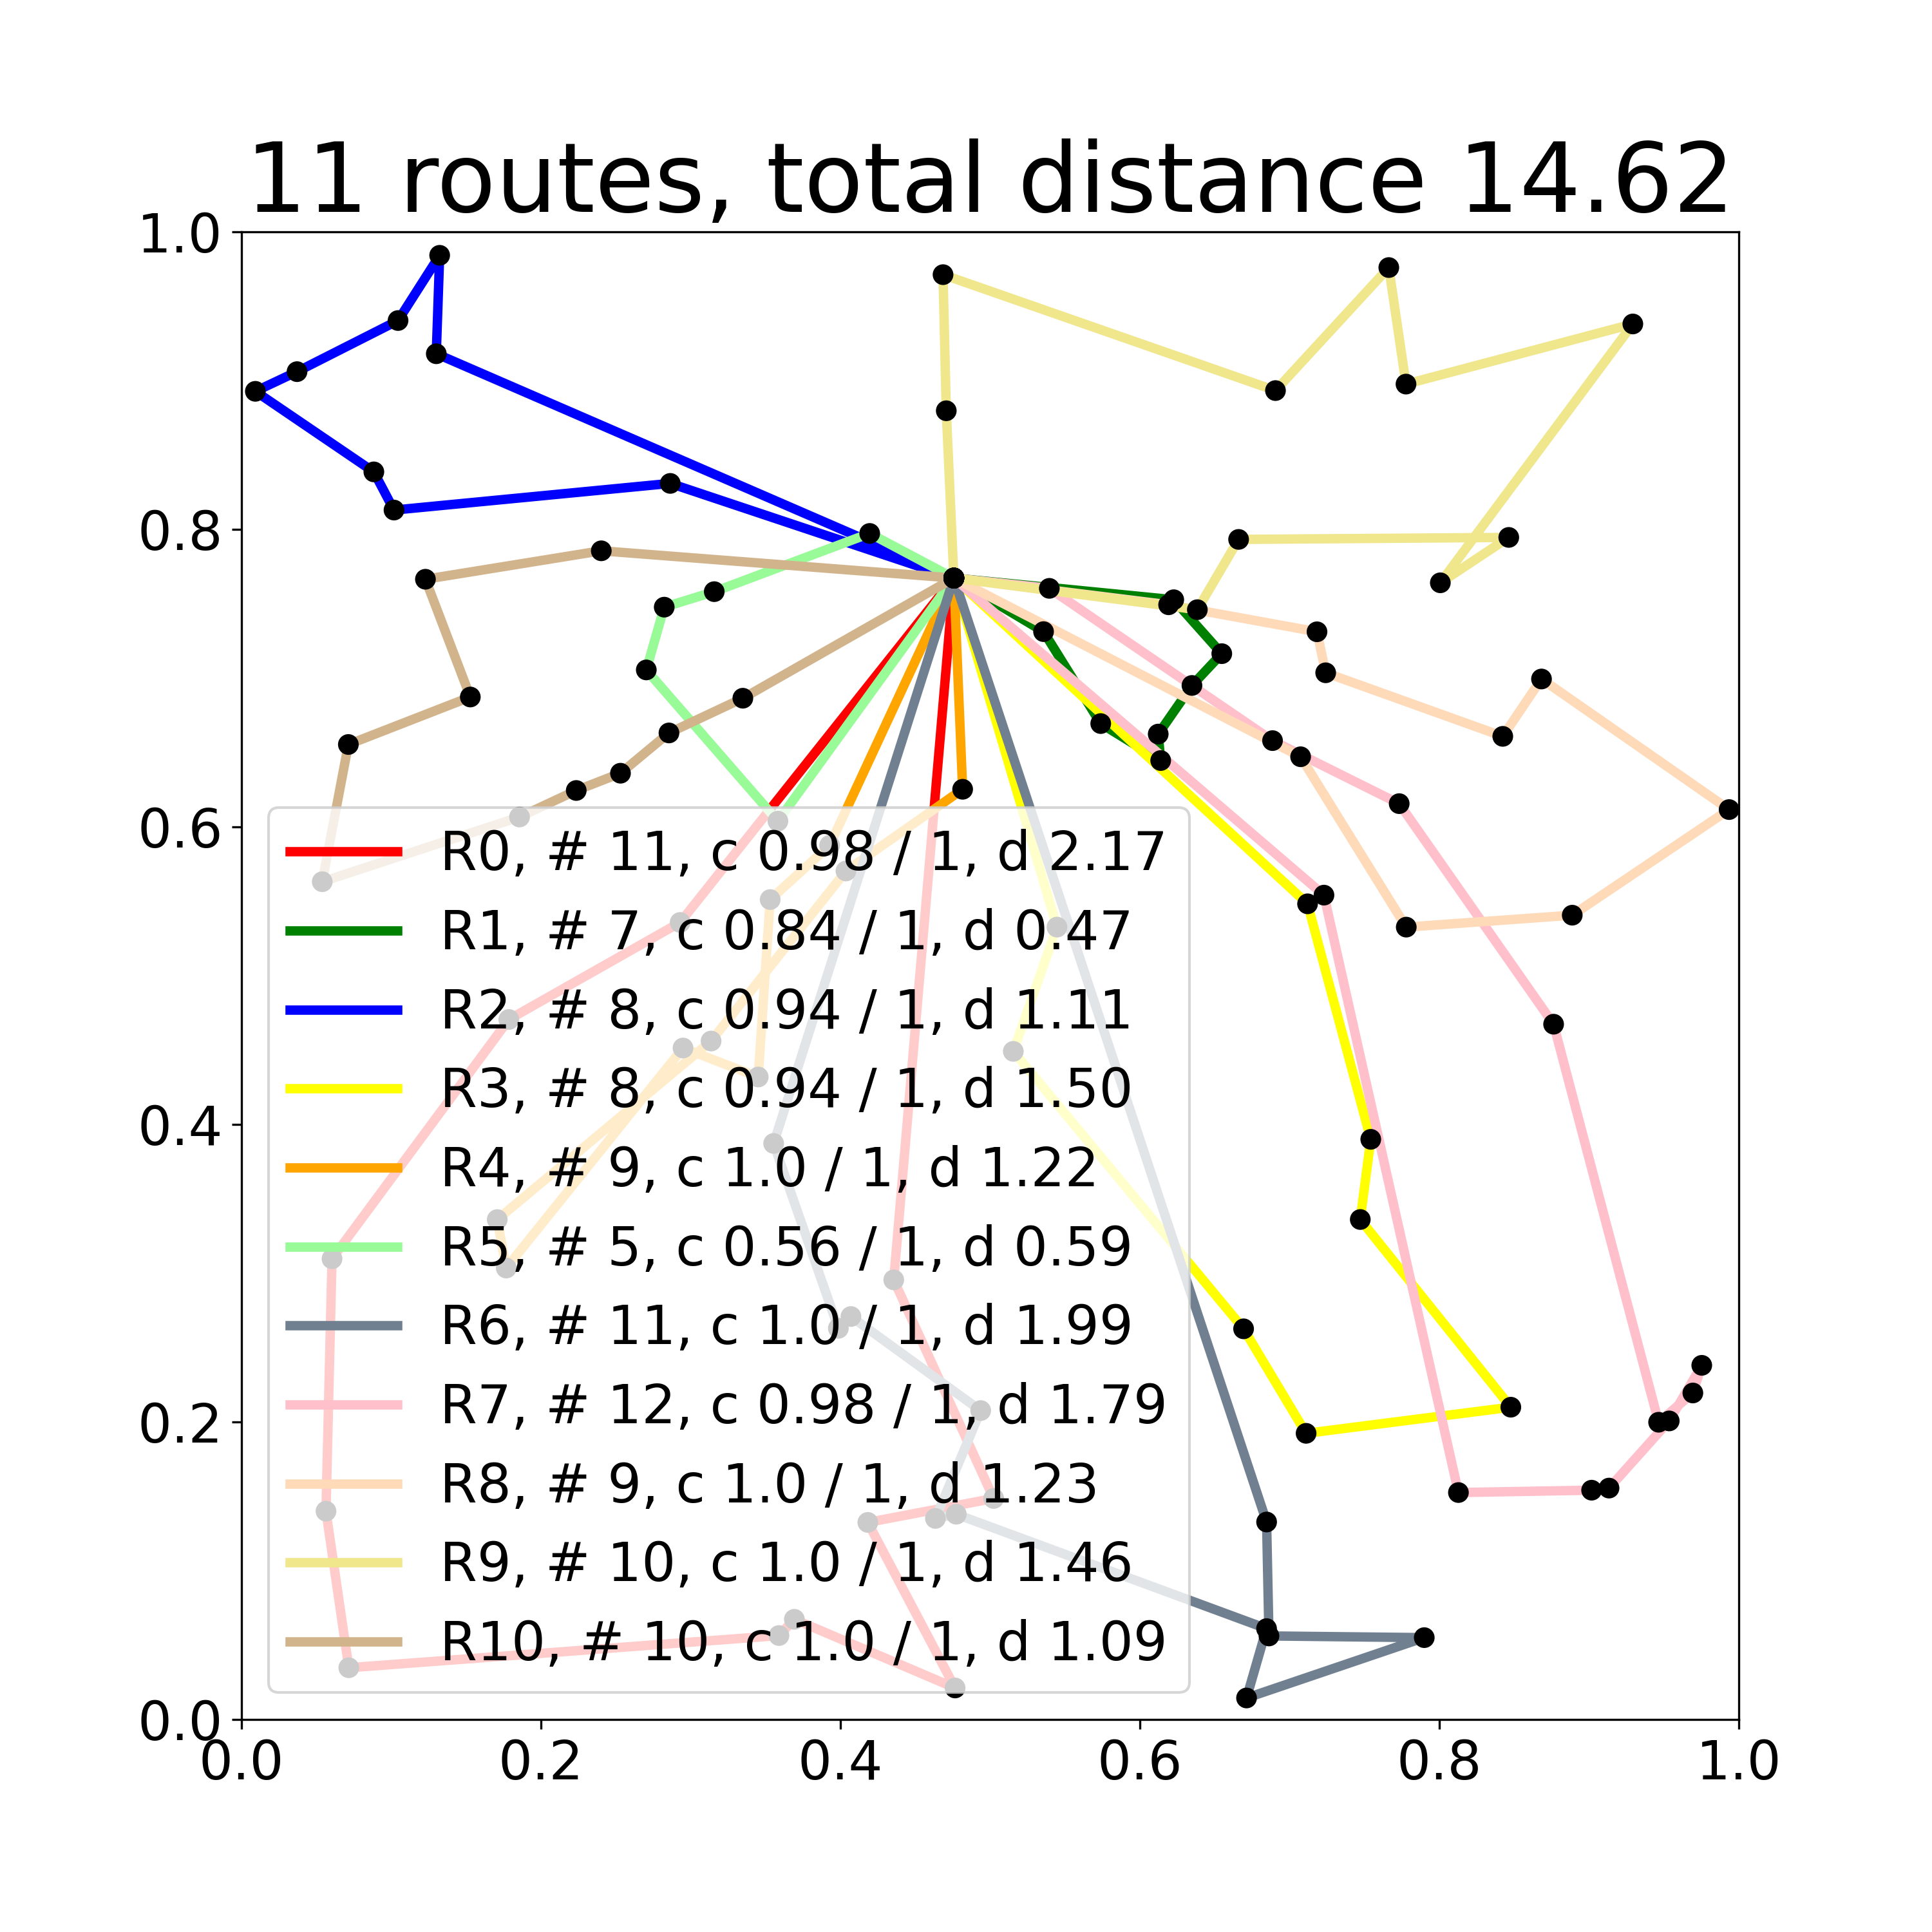 11 routes, total distance 14.62
1.0
0.8
0.6
0.4
0.2
0.0
R0, # 11, c 0.98 / 1, d 2.17
R1, # 7, c 0.84 / 1, d 0.47
R2, # 8, c 0.94 / 1, d 1.11
R3, # 8, c 0.94 / 1, d 1.50
R4, # 9, c 1.0 / 1, d 1.22
R5, # 5, c 0.56 / 1, d 0.59
R6, # 11, c 1.0 / 1, d 1.99
R7, # 12, c 0.98 / 1, d 1.79
R8, # 9, c 1.0 / 1, d 1.23
R9, # 10, c 1.0 / 1, d 1.46
R10, # 10, c 1.0 / 1, d 1.09
0.0 0.2 0.4 0.6 0.8 1.0